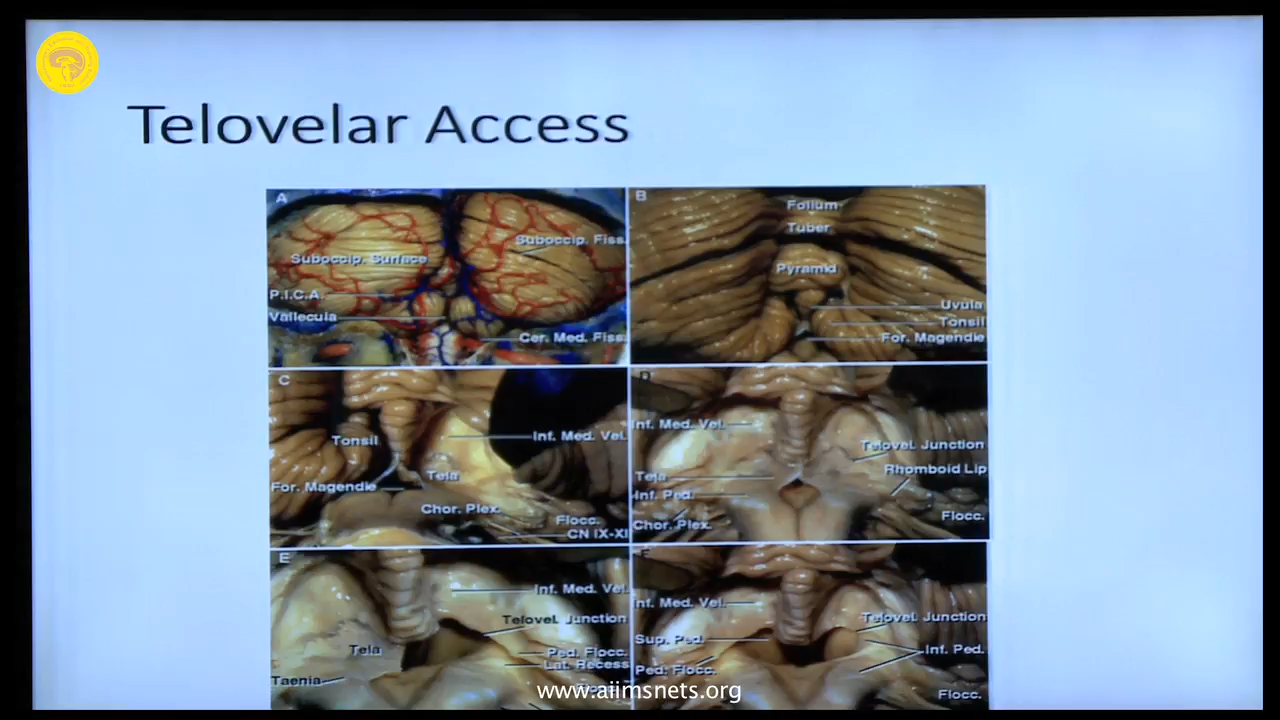 Telovelar Access
A
Suboccip. Fiss.
Suboccip. Surface
P.I.C.A.
Vallecula
Cer. Med. Fiss.
B
Folium
Tuber
Pyramid
Uvula
Tonsil
For. Magendie
C
Tonsil
Inf. Med. Vel.
Tela
For. Magendie
Chor. Plex.
Flocc.
CN IX-XI
D
Inf. Med. Vel.
Telovel. Junction
Rhomboid Lip
Tela
Inf. Ped.
Chor. Plex.
Flocc.
E
Inf. Med. Vel.
Telovel. Junction
Tela
Ped. Flocc.
Lat. Recess
Taenia
F
Inf. Med. Vel.
Telovel. Junction
Sup. Ped.
Inf. Ped.
Ped. Flocc.
Flocc.
www.aiimsnets.org